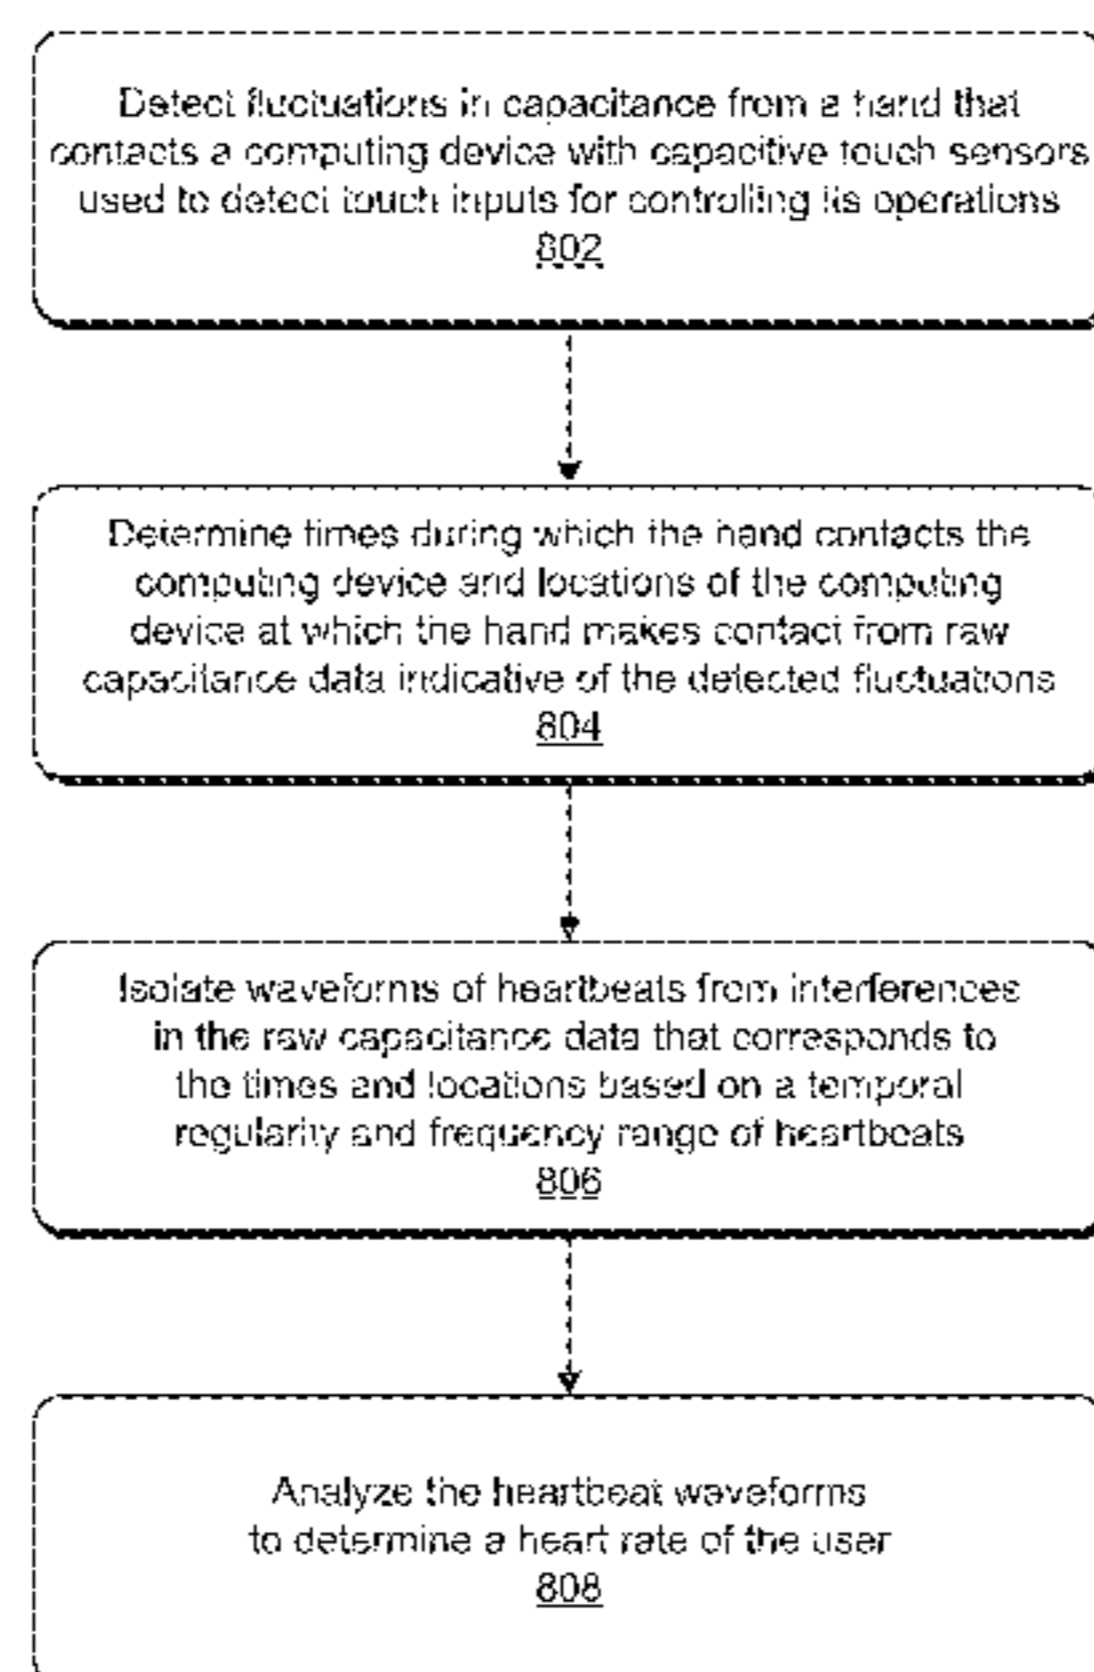 Detect fluctuations in capacitance from a hand that
contacts a computing device with capacitive touch sensors
used to detect touch inputs for controlling its operations
802
Determine times during which the hand contacts the
computing device and locations of the computing
device at which the hand makes contact from raw
capacitance data indicative of the detected fluctuations
804
Isolate waveforms of heartbeats from interferences
in the raw capacitance data that corresponds to
the times and locations based on a temporal
regularity and frequency range of heartbeats
806
Analyze the heartbeat waveforms
to determine a heart rate of the user
808